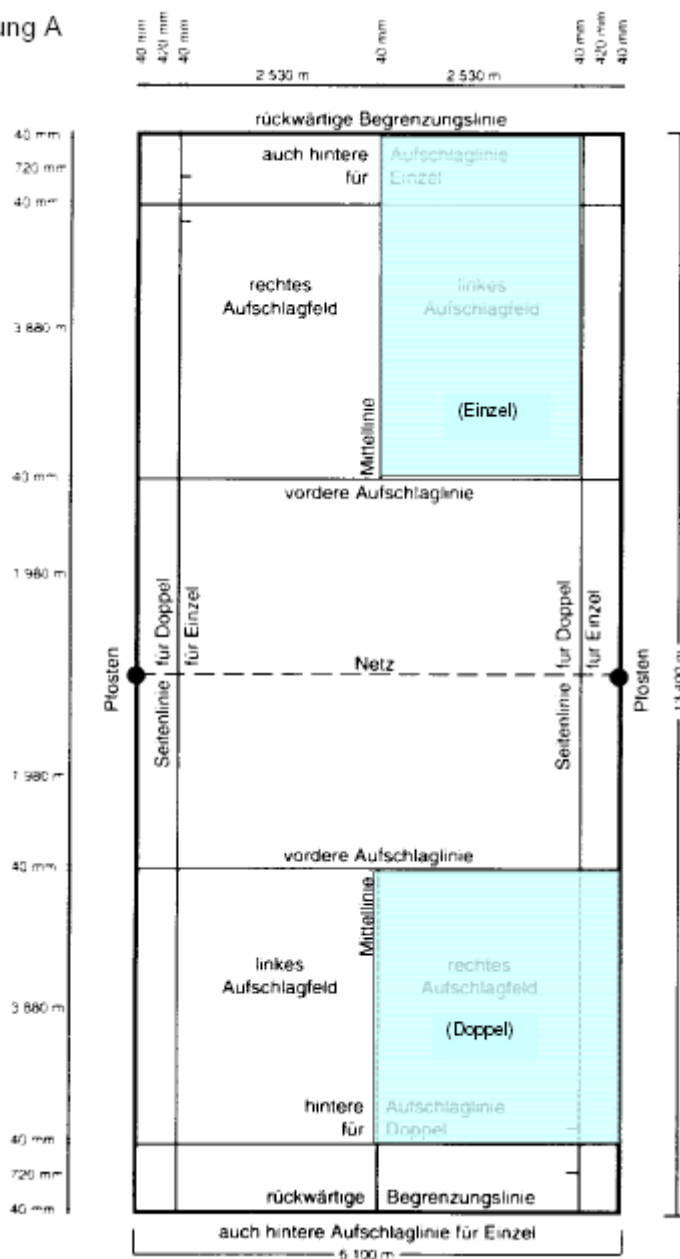 ung A
40 mm
420 mm
40 mm
40 mm
40 mm
420 mm
40 mm
2 530 m
2 530 m
rückwärtige Begrenzungslinie
40 mm
auch hintere Aufschlaglinie
720 mm
für Einzel
40 mm
rechtes
Aufschlagfeld
linkes
Aufschlagfeld
3 880 m
(Einzel)
Mittellinie
40 mm
vordere Aufschlaglinie
1 980 m
Seitenlinie für Doppel
für Einzel
Seitenlinie fur Doppel
fur Einzel
Netz
Pfosten
Pfosten
1 980 m
vordere Aufschlaglinie
40 mm
Mittellinie
linkes
Aufschlagfeld
rechtes
Aufschlagfeld
3 880 m
(Doppel)
hintere Aufschlaglinie
für Doppel
40 mm
720 mm
rückwärtige Begrenzungslinie
40 mm
auch hintere Aufschlaglinie für Einzel
6 100 m